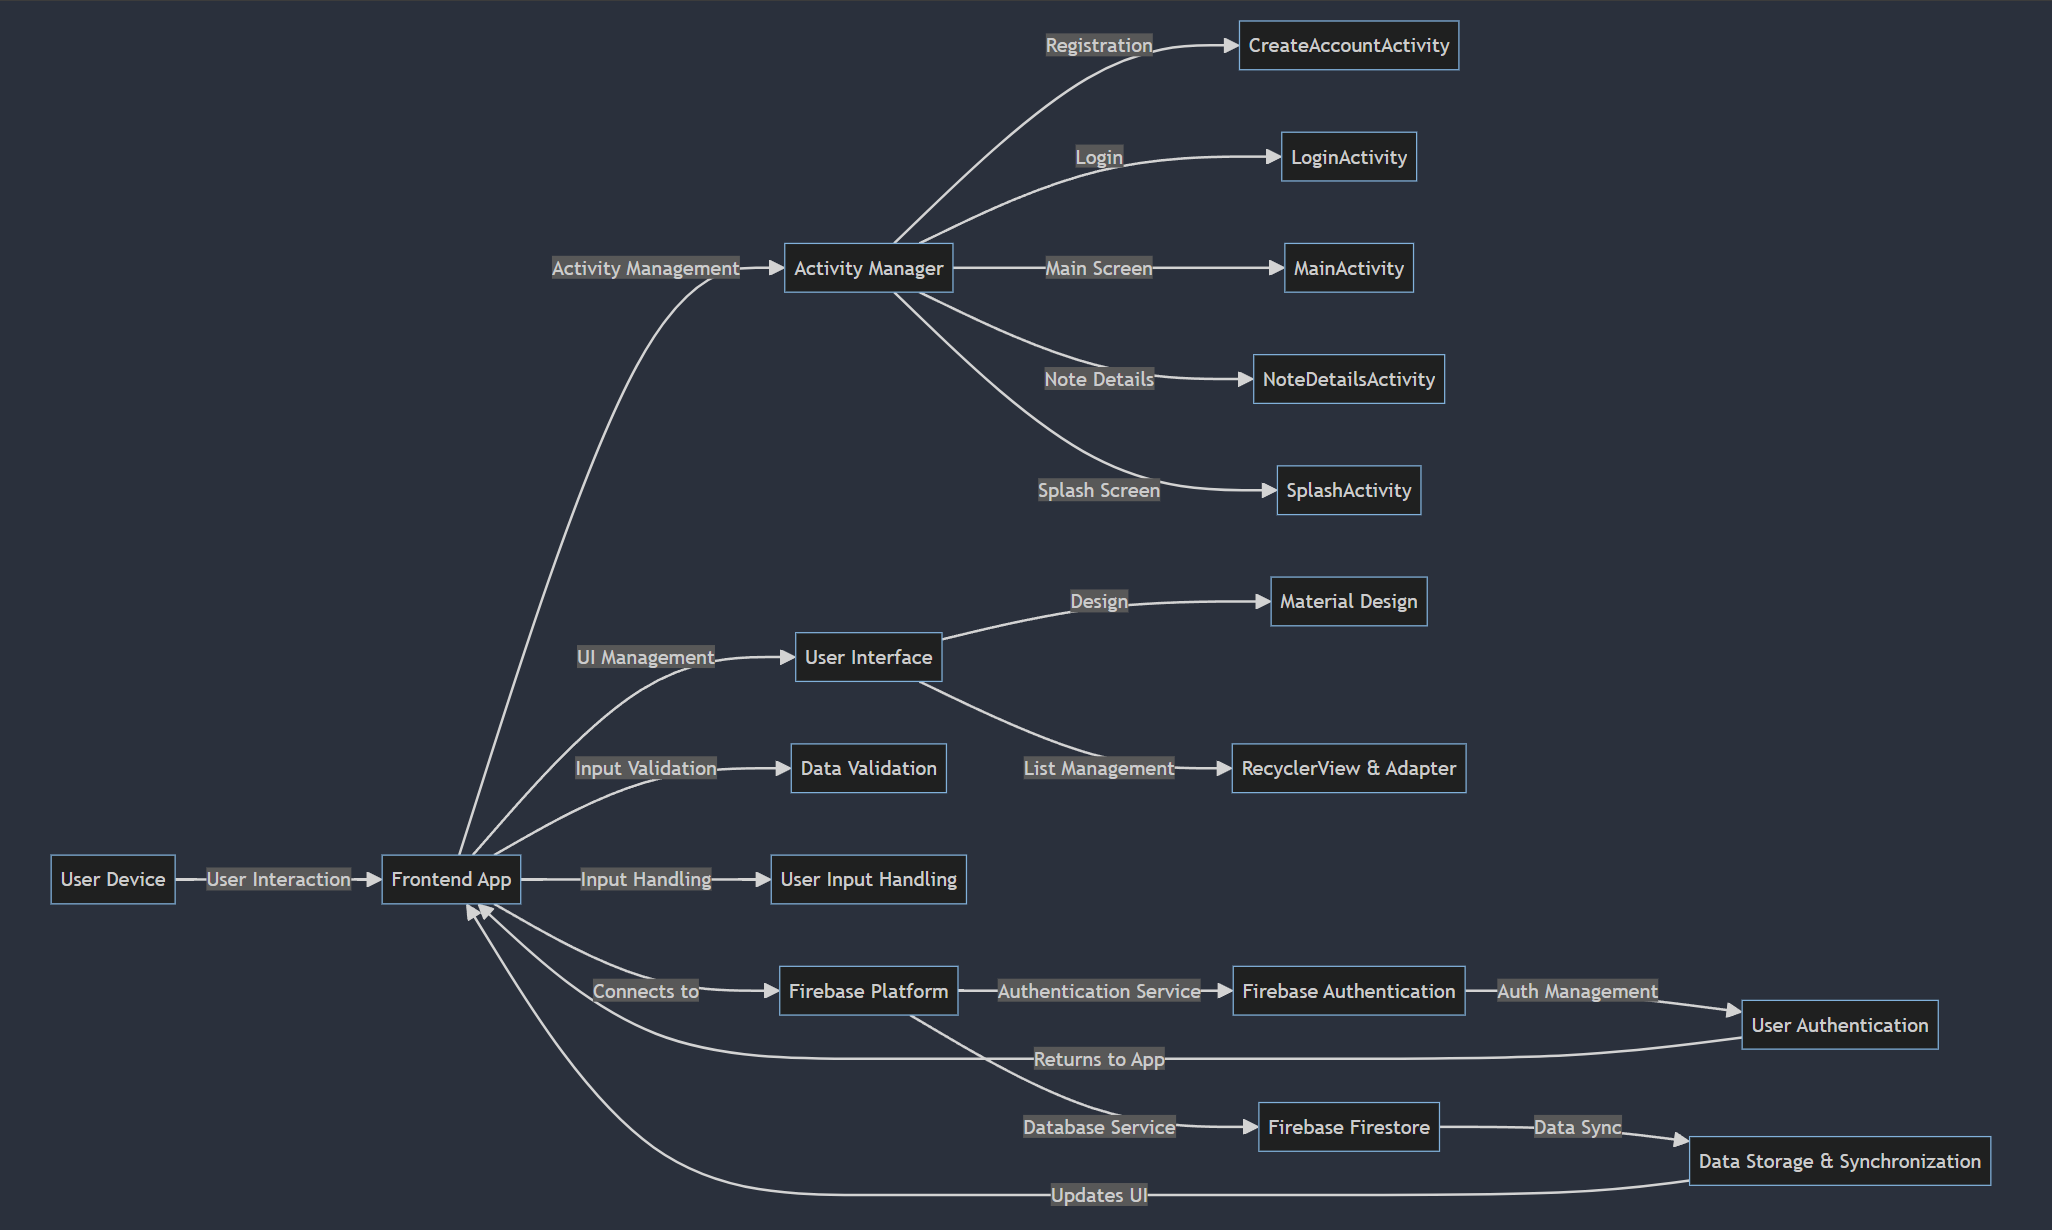 Registration
CreateAccountActivity
Login
LoginActivity
Activity Management
Activity Manager
Main Screen
MainActivity
Note Details
NoteDetailsActivity
Splash Screen
SplashActivity
Design
Material Design
UI Management
User Interface
List Management
RecyclerView & Adapter
Input Validation
Data Validation
User Device
User Interaction
Frontend App
Input Handling
User Input Handling
Connects to
Firebase Platform
Authentication Service
Firebase Authentication
Auth Management
User Authentication
Returns to App
Database Service
Firebase Firestore
Data Sync
Data Storage & Synchronization
Updates UI